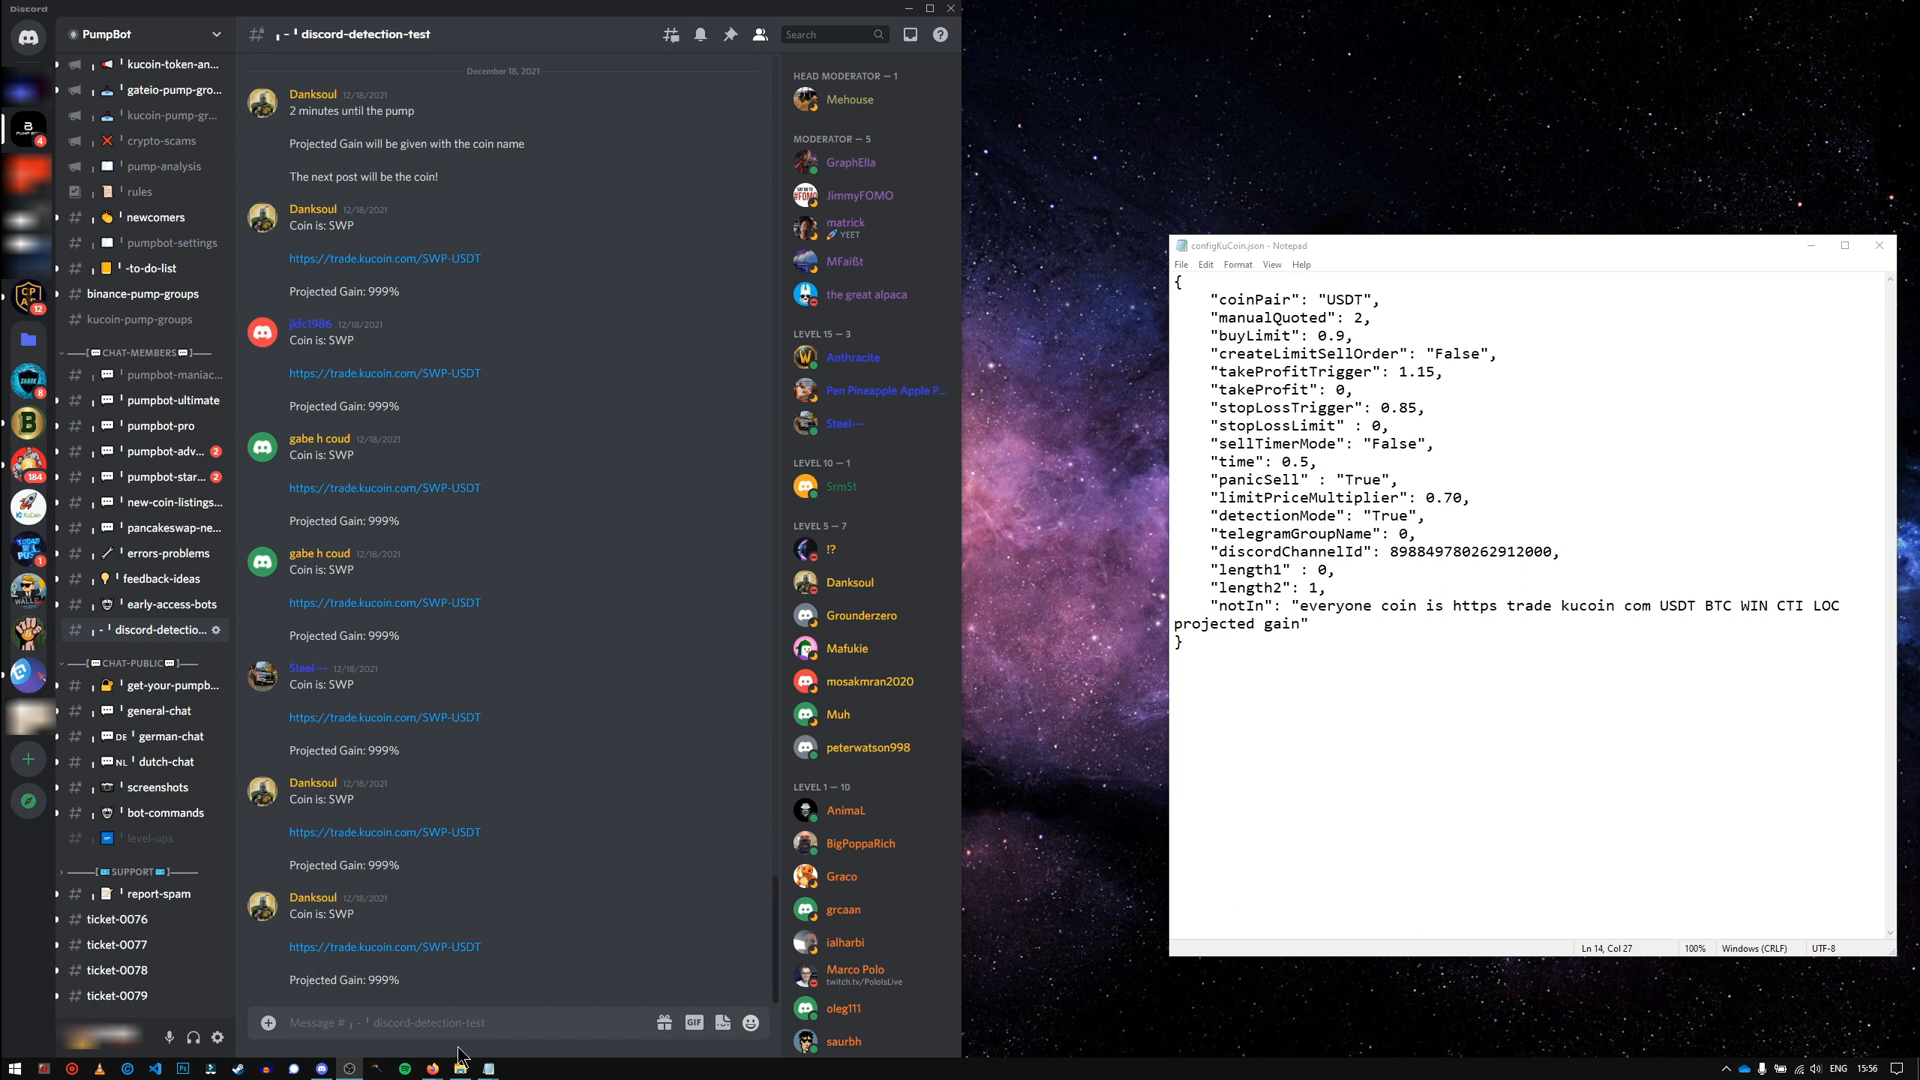 Discord
PumpBot
kucoin-token-an...
gateio-pump-gro...
kucoin-pump-gr...
crypto-scams
pump-analysis
rules
newcomers
pumpbot-settings
-to-do-list
binance-pump-groups
kucoin-pump-groups
CHAT-MEMBERS
pumpbot-maniac...
pumpbot-ultimate
pumpbot-pro
pumpbot-adv... 2
pumpbot-star... 2
new-coin-listings...
pancakeswap-ne...
errors-problems
feedback-ideas
early-access-bots
discord-detectio...
CHAT-PUBLIC
get-your-pumpb...
general-chat
DE german-chat
NL dutch-chat
screenshots
bot-commands
level-ups
SUPPORT
report-spam
ticket-0076
ticket-0077
ticket-0078
ticket-0079
4
12
8
184
1
discord-detection-test
Search
December 18, 2021
Danksoul 12/18/2021
2 minutes until the pump
Projected Gain will be given with the coin name
The next post will be the coin!
Danksoul 12/18/2021
Coin is: SWP
https://trade.kucoin.com/SWP-USDT
Projected Gain: 999%
jkfc1986 12/18/2021
Coin is: SWP
https://trade.kucoin.com/SWP-USDT
Projected Gain: 999%
gabe h coud 12/18/2021
Coin is: SWP
https://trade.kucoin.com/SWP-USDT
Projected Gain: 999%
gabe h coud 12/18/2021
Coin is: SWP
https://trade.kucoin.com/SWP-USDT
Projected Gain: 999%
Steel--- 12/18/2021
Coin is: SWP
https://trade.kucoin.com/SWP-USDT
Projected Gain: 999%
Danksoul 12/18/2021
Coin is: SWP
https://trade.kucoin.com/SWP-USDT
Projected Gain: 999%
Danksoul 12/18/2021
Coin is: SWP
https://trade.kucoin.com/SWP-USDT
Projected Gain: 999%
Message # discord-detection-test
GIF
HEAD MODERATOR — 1
Mehouse
MODERATOR — 5
GraphElla
JimmyFOMO
matrick
YEET
MFaißt
the great alpaca
LEVEL 15 — 3
Anthracite
Pen Pineapple Apple P...
Steel---
LEVEL 10 — 1
SrmSt
LEVEL 5 — 7
!?
Danksoul
Grounderzero
Mafukie
mosakmran2020
Muh
peterwatson998
LEVEL 1 — 10
AnimaL
BigPoppaRich
Graco
grcaan
ialharbi
Marco Polo
twitch.tv/PoloIsLive
oleg111
saurbh
configKuCoin.json - Notepad
File Edit Format View Help
{
"coinPair": "USDT",
"manualQuoted": 2,
"buyLimit": 0.9,
"createLimitSellOrder": "False",
"takeProfitTrigger": 1.15,
"takeProfit": 0,
"stopLossTrigger": 0.85,
"stopLossLimit" : 0,
"sellTimerMode": "False",
"time": 0.5,
"panicSell" : "True",
"limitPriceMultiplier": 0.70,
"detectionMode": "True",
"telegramGroupName": 0,
"discordChannelId": 898849780262912000,
"length1" : 0,
"length2": 1,
"notIn": "everyone coin is https trade kucoin com USDT BTC WIN CTI LOC
projected gain"
}
Ln 14, Col 27 100% Windows (CRLF) UTF-8
ENG 15:56